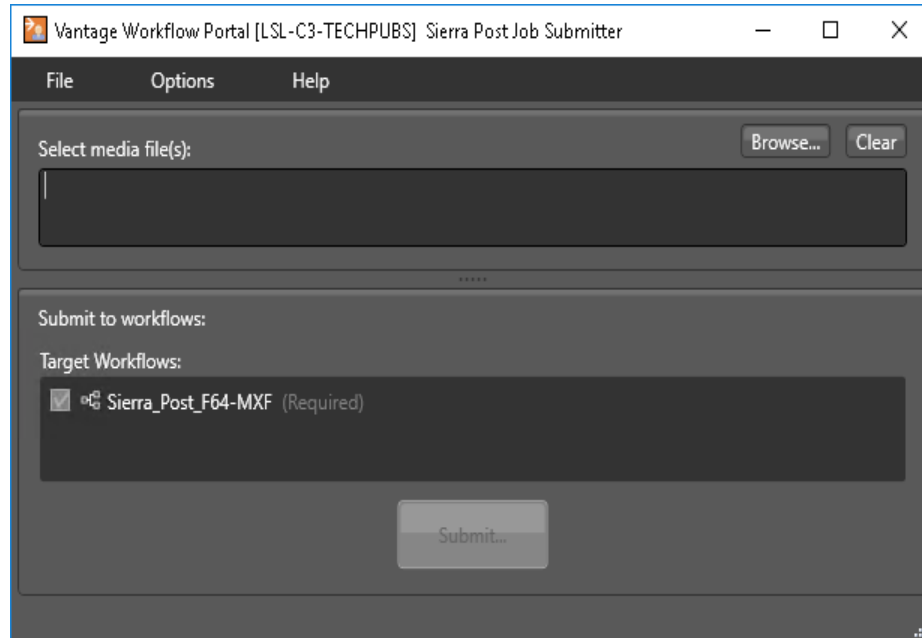 Vantage Workflow Portal [LSL-C3-TECHPUBS] Sierra Post Job Submitter
File Options Help
Select media file(s): Browse... Clear
Submit to workflows:
Target Workflows:
Sierra_Post_F64-MXF (Required)
Submit...